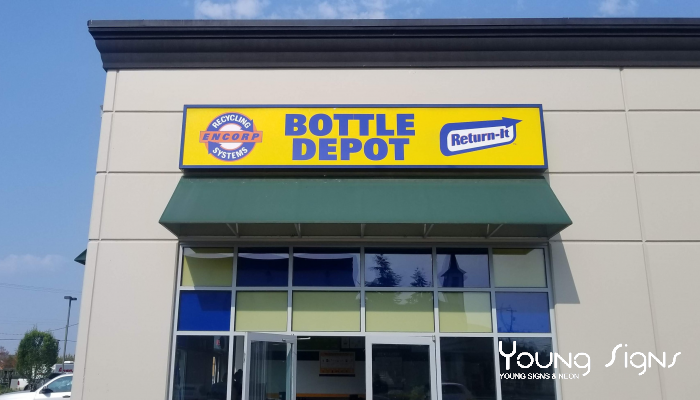 RECYCLING
ENCORP
SYSTEMS
BOTTLE
DEPOT
Return-It
Young Signs
YOUNG SIGNS & NEON